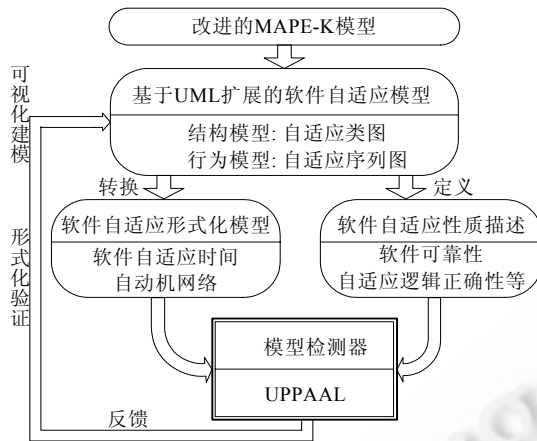 改进的MAPE-K模型
可视化建模
基于UML扩展的软件自适应模型
结构模型: 自适应类图
行为模型: 自适应序列图
转换
定义
形式化验证
软件自适应形式化模型
软件自适应时间
自动机网络
软件自适应性质描述
软件可靠性
自适应逻辑正确性等
模型检测器
UPPAAL
反馈